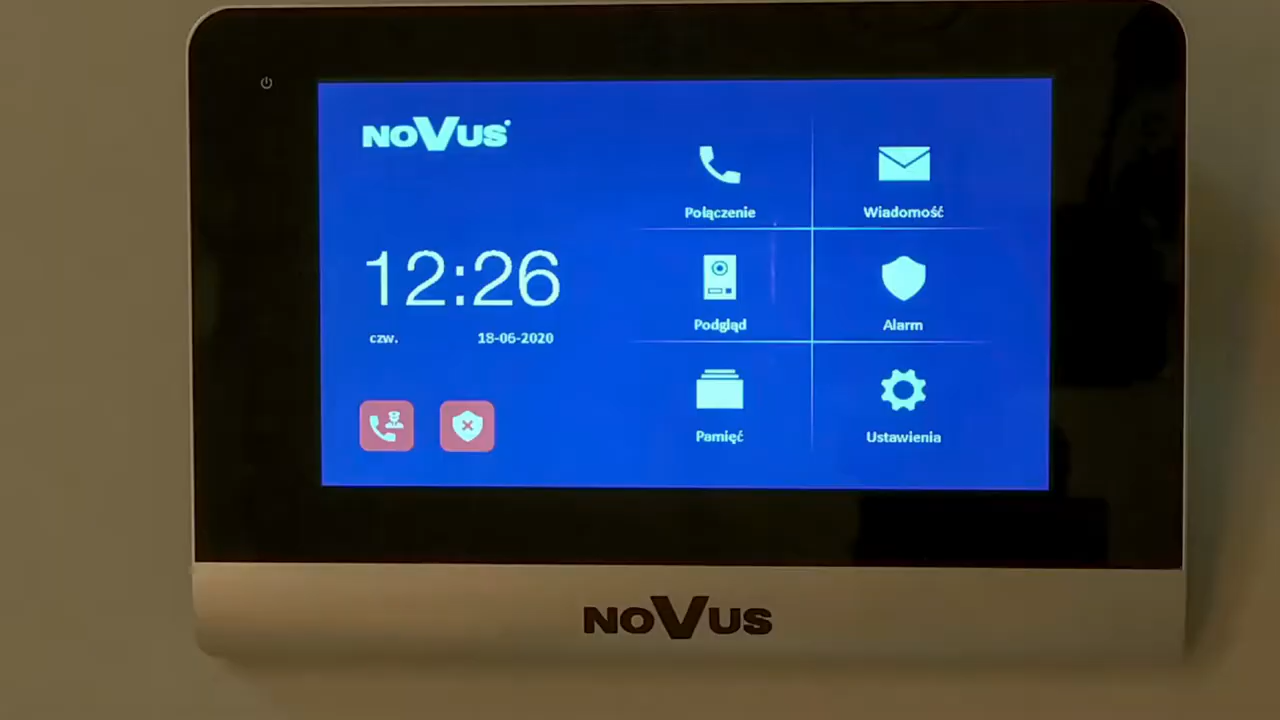 NOVUS
Połączenie
Wiadomość
12:26
czw.
18-06-2020
Podgląd
Alarm
Pamięć
Ustawienia
NOVUS